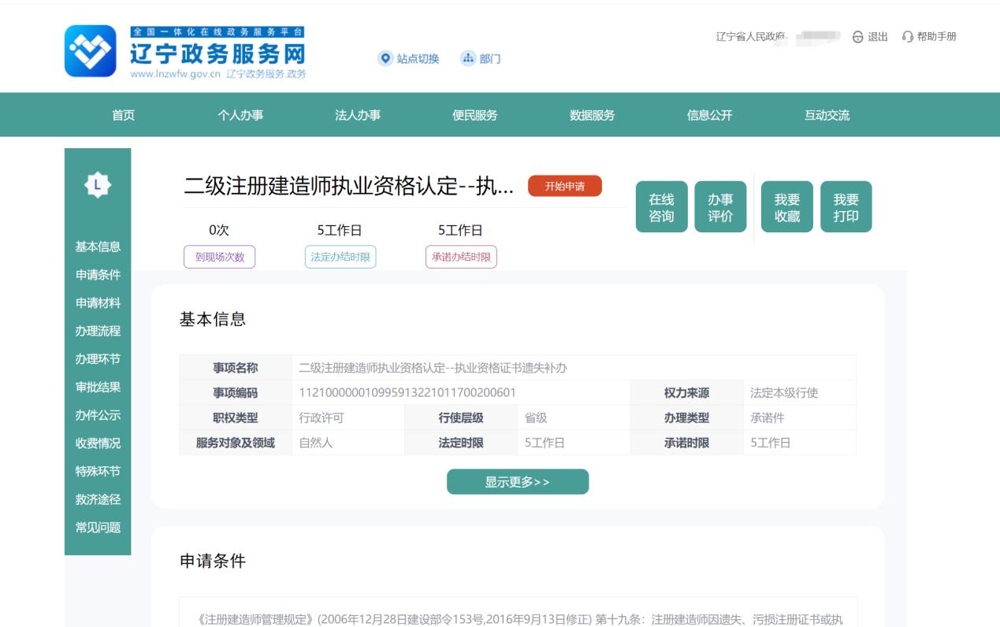 全国一体化在线政务服务平台
辽宁政务服务网
www.lnzwfw.gov.cn 辽宁政务服务.政务
站点切换 部门
辽宁省人民政府 退出 帮助手册
首页 个人办事 法人办事 便民服务 数据服务 信息公开 互动交流
L
基本信息
申请条件
申请材料
办理流程
办理环节
审批结果
办件公示
收费情况
特殊环节
救济途径
常见问题
二级注册建造师执业资格认定--执... 开始申请
0次 5工作日 5工作日
到现场次数 法定办结时限 承诺办结时限
在线
咨询
办事
评价
我要
收藏
我要
打印
基本信息
事项名称 二级注册建造师执业资格认定--执业资格证书遗失补办
事项编码 11210000001099591322101170020​0601 权力来源 法定本级行使
职权类型 行政许可 行使层级 省级 办理类型 承诺件
服务对象及领域 自然人 法定时限 5工作日 承诺时限 5工作日
显示更多>>
申请条件
《注册建造师管理规定》(2006年12月28日建设部令153号,2016年9月13日修正) 第十九条：注册建造师因遗失、污损注册证书或执